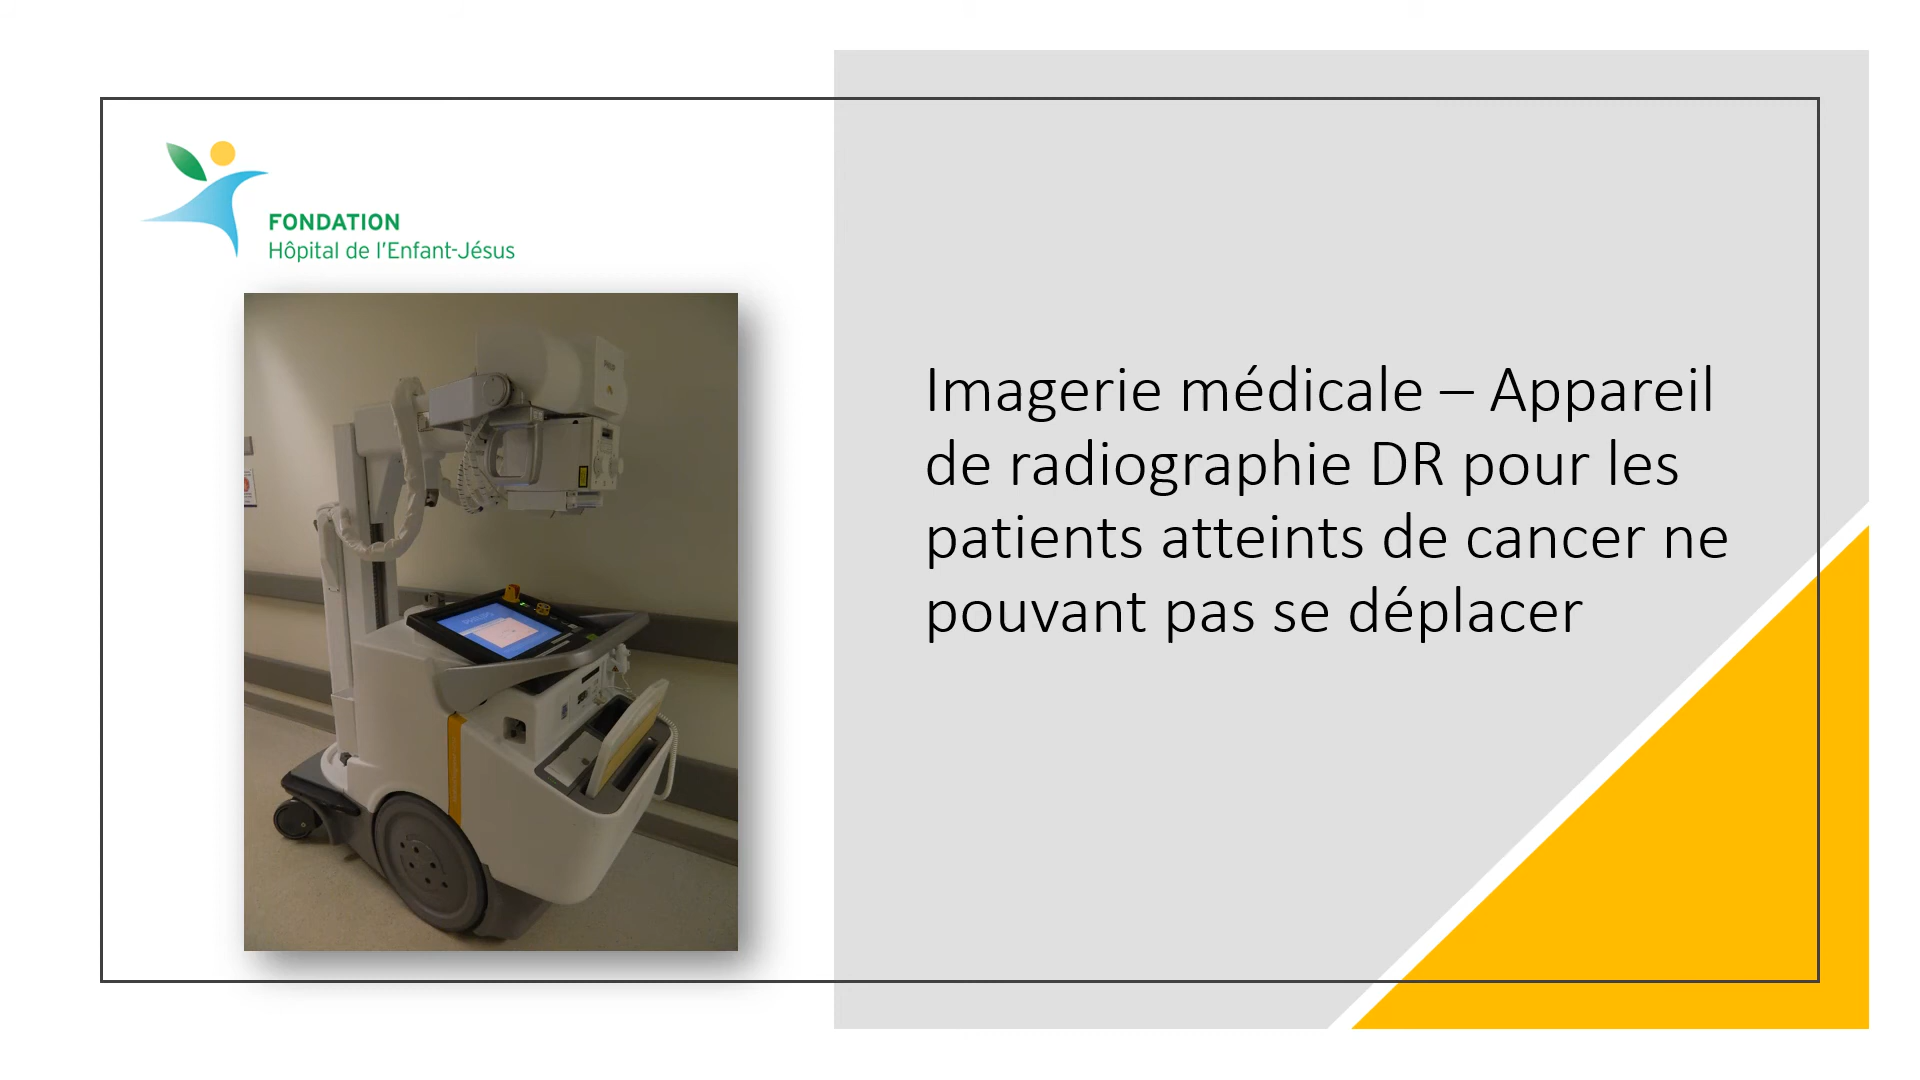 FONDATION
Hôpital de l'Enfant-Jésus
Imagerie médicale – Appareil
de radiographie DR pour les
patients atteints de cancer ne
pouvant pas se déplacer